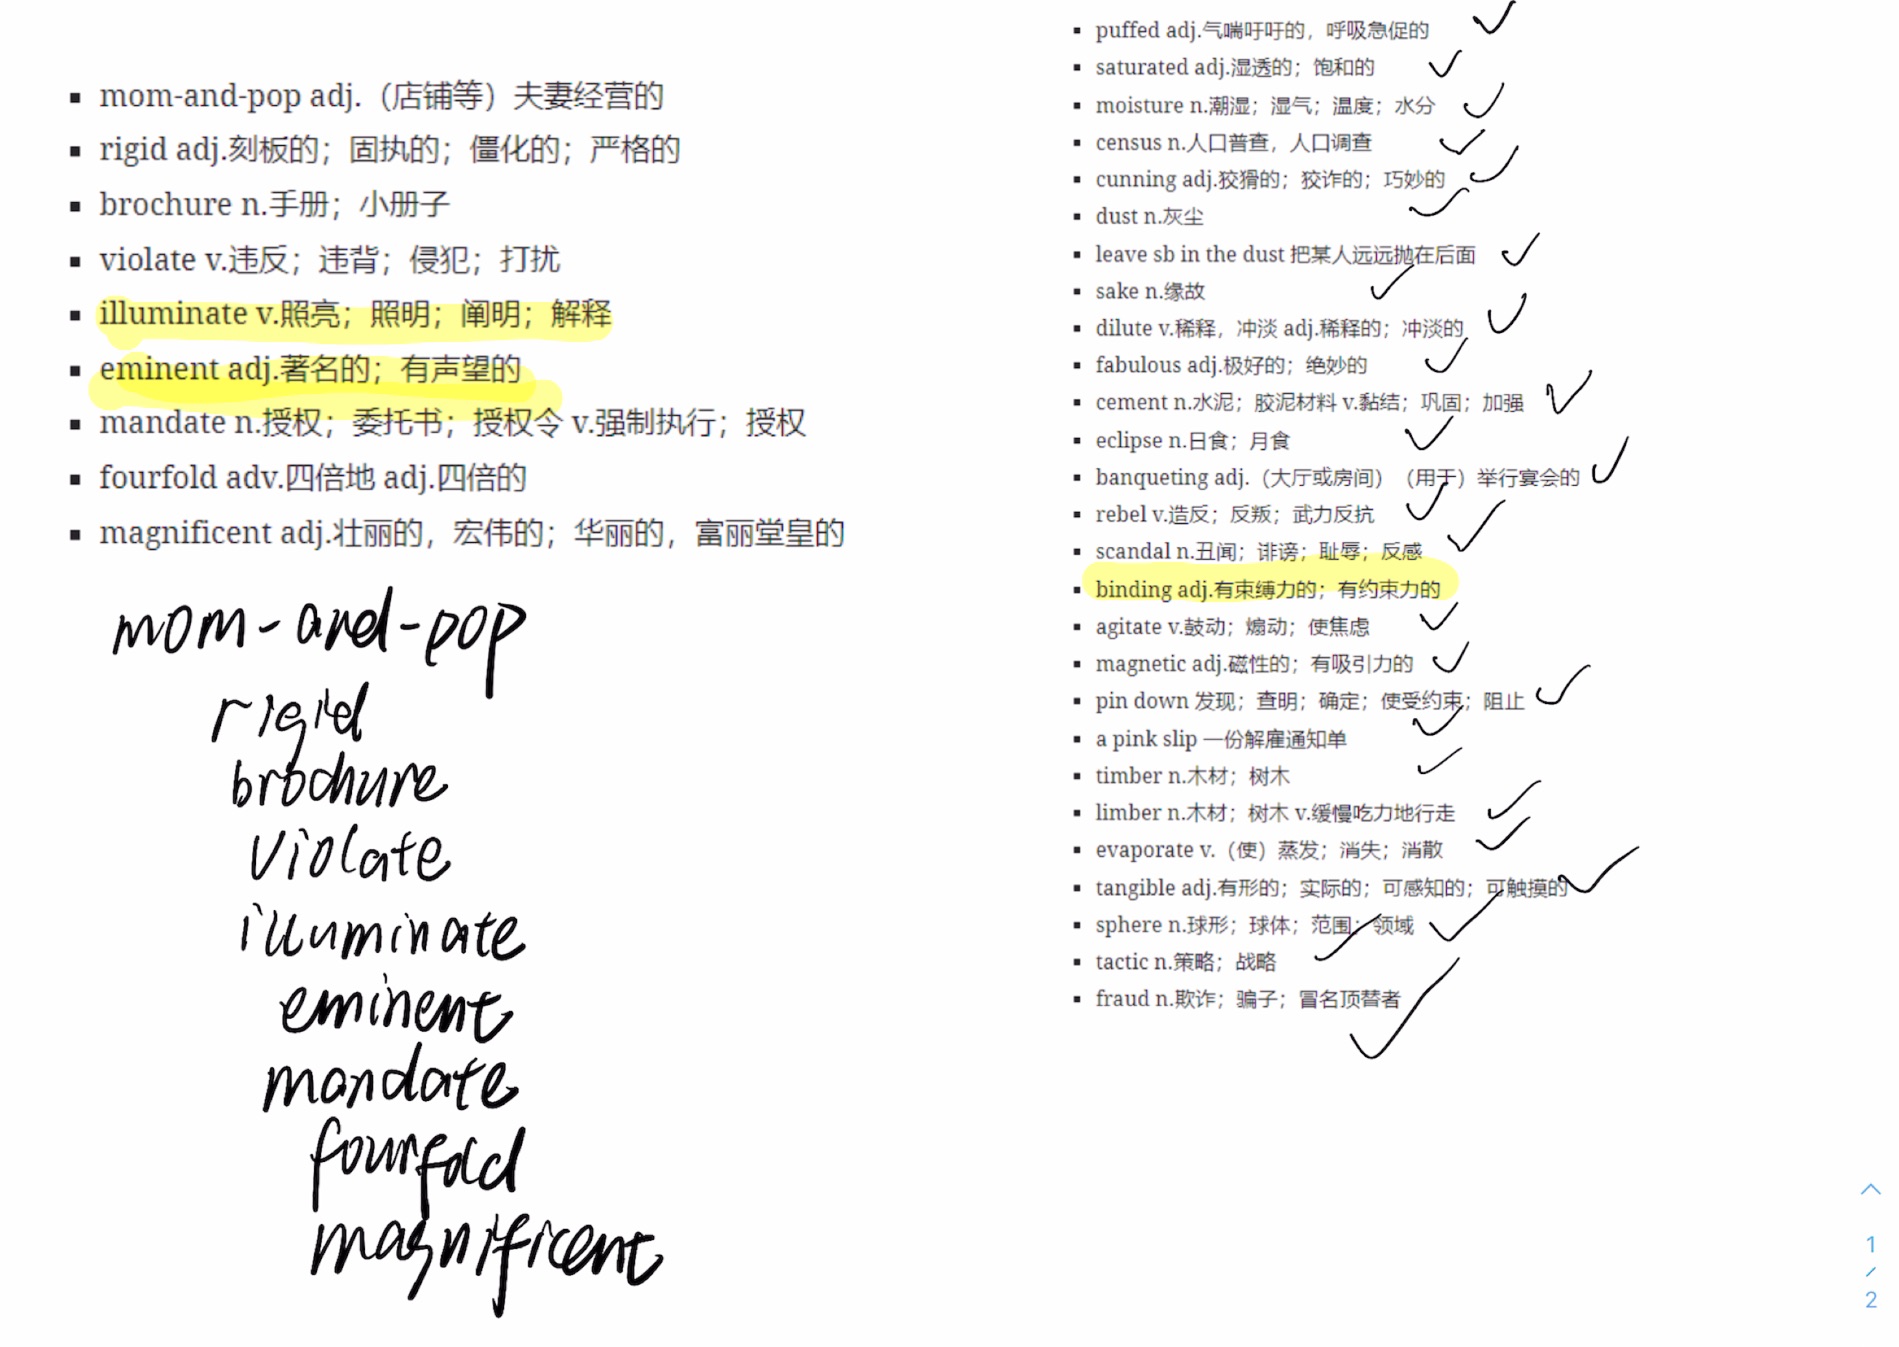 mom-and-pop adj.（店铺等）夫妻经营的
rigid adj.刻板的；固执的；僵化的；严格的
brochure n.手册；小册子
violate v.违反；违背；侵犯；打扰
illuminate v.照亮；照明；阐明；解释
eminent adj.著名的；有声望的
mandate n.授权；委托书；授权令 v.强制执行；授权
fourfold adv.四倍地 adj.四倍的
magnificent adj.壮丽的，宏伟的；华丽的，富丽堂皇的
mom-and-pop
rigid
brochure
violate
illuminate
eminent
mandate
fourfold
magnificent
puffed adj.气喘吁吁的，呼吸急促的
saturated adj.湿透的；饱和的
moisture n.潮湿；湿气；温度；水分
census n.人口普查，人口调查
cunning adj.狡猾的；狡诈的；巧妙的
dust n.灰尘
leave sb in the dust 把某人远远抛在后面
sake n.缘故
dilute v.稀释，冲淡 adj.稀释的；冲淡的
fabulous adj.极好的；绝妙的
cement n.水泥；胶泥材料 v.黏结；巩固；加强
eclipse n.日食；月食
banqueting adj.（大厅或房间）（用于）举行宴会的
rebel v.造反；反叛；武力反抗
scandal n.丑闻；诽谤；耻辱；反感
binding adj.有束缚力的；有约束力的
agitate v.鼓动；煽动；使焦虑
magnetic adj.磁性的；有吸引力的
pin down 发现；查明；确定；使受约束；阻止
a pink slip 一份解雇通知单
timber n.木材；树木
limber n.木材；树木 v.缓慢吃力地行走
evaporate v.（使）蒸发；消失；消散
tangible adj.有形的；实际的；可感知的；可触摸的
sphere n.球形；球体；范围；领域
tactic n.策略；战略
fraud n.欺诈；骗子；冒名顶替者
1
/
2